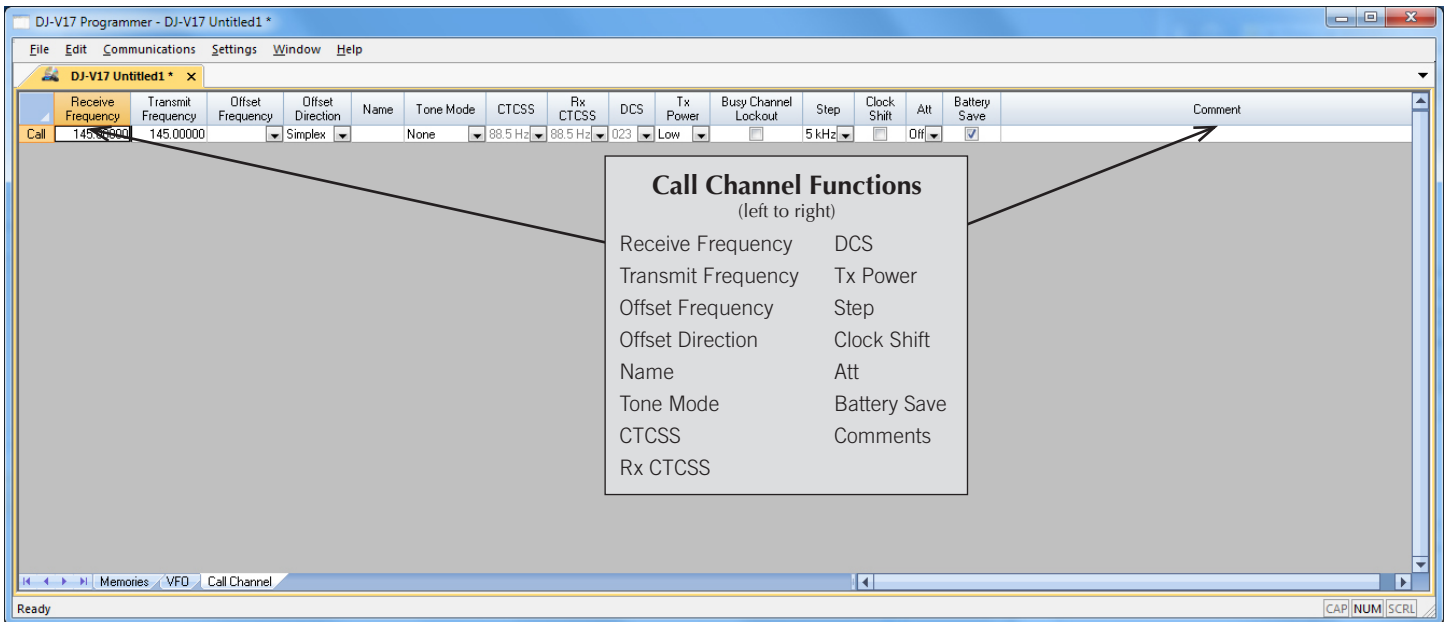 DJ-V17 Programmer - DJ-V17 Untitled1 *
File Edit Communications Settings Window Help
DJ-V17 Untitled1 * x
Receive Frequency Transmit Frequency Offset Frequency Offset Direction Name Tone Mode CTCSS Rx CTCSS DCS Tx Power Busy Channel Lockout Step Clock Shift Att Battery Save Comment
Call 145.00000 145.00000 Simplex None 88.5 Hz 88.5 Hz 023 Low 5 kHz Off
Call Channel Functions
(left to right)
Receive Frequency
Transmit Frequency
Offset Frequency
Offset Direction
Name
Tone Mode
CTCSS
Rx CTCSS
DCS
Tx Power
Step
Clock Shift
Att
Battery Save
Comments
Memories VFO Call Channel
Ready CAP NUM SCRL